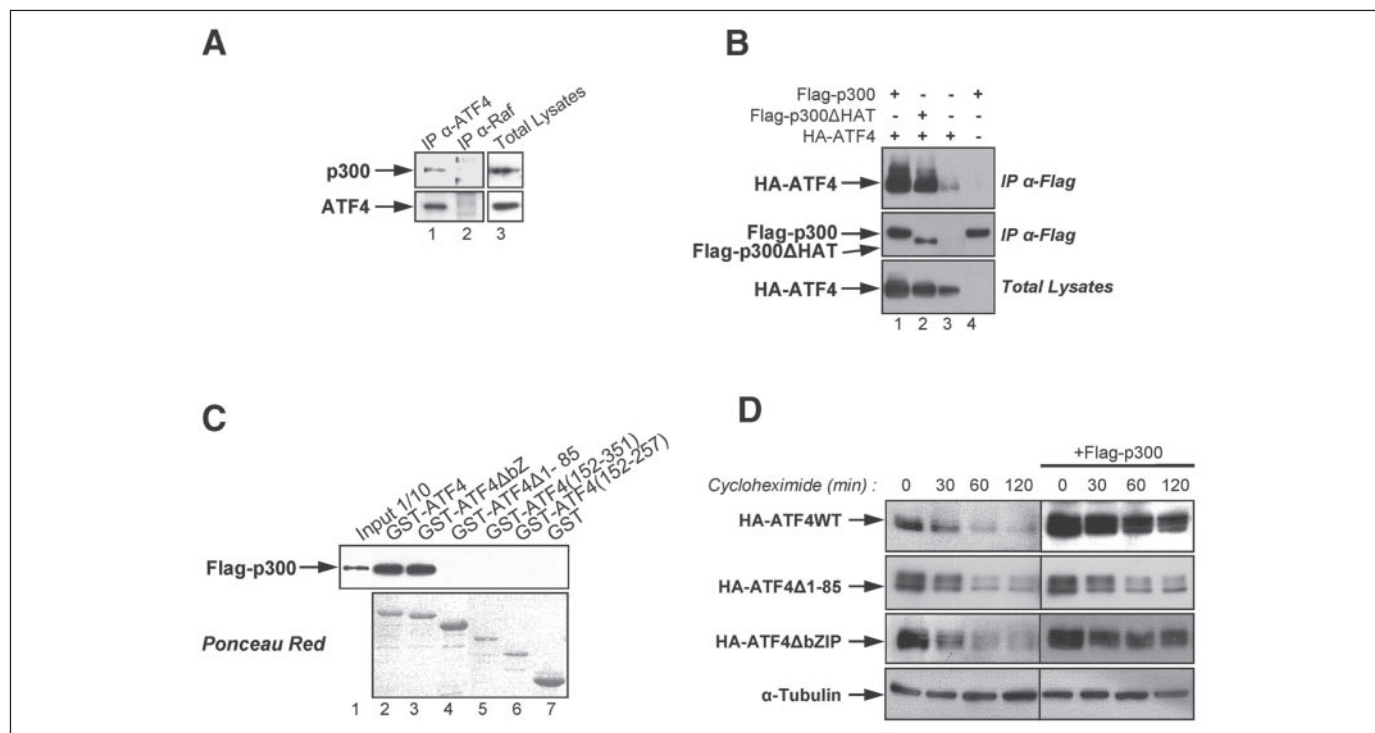 A
IP α-ATF4
IP α-Raf
Total Lysates
p300
ATF4
1 2 3
B
Flag-p300 + - - +
Flag-p300ΔHAT - + - -
HA-ATF4 + + + -
HA-ATF4 IP α-Flag
Flag-p300 IP α-Flag
Flag-p300ΔHAT
HA-ATF4 Total Lysates
1 2 3 4
C
Input 1/10
GST-ATF4
GST-ATF4ΔbZ
GST-ATF4Δ1- 85
GST-ATF4(152-351)
GST-ATF4(152-257)
GST
Flag-p300
Ponceau Red
1 2 3 4 5 6 7
D
+Flag-p300
Cycloheximide (min) : 0 30 60 120 0 30 60 120
HA-ATF4WT
HA-ATF4Δ1-85
HA-ATF4ΔbZIP
α-Tubulin